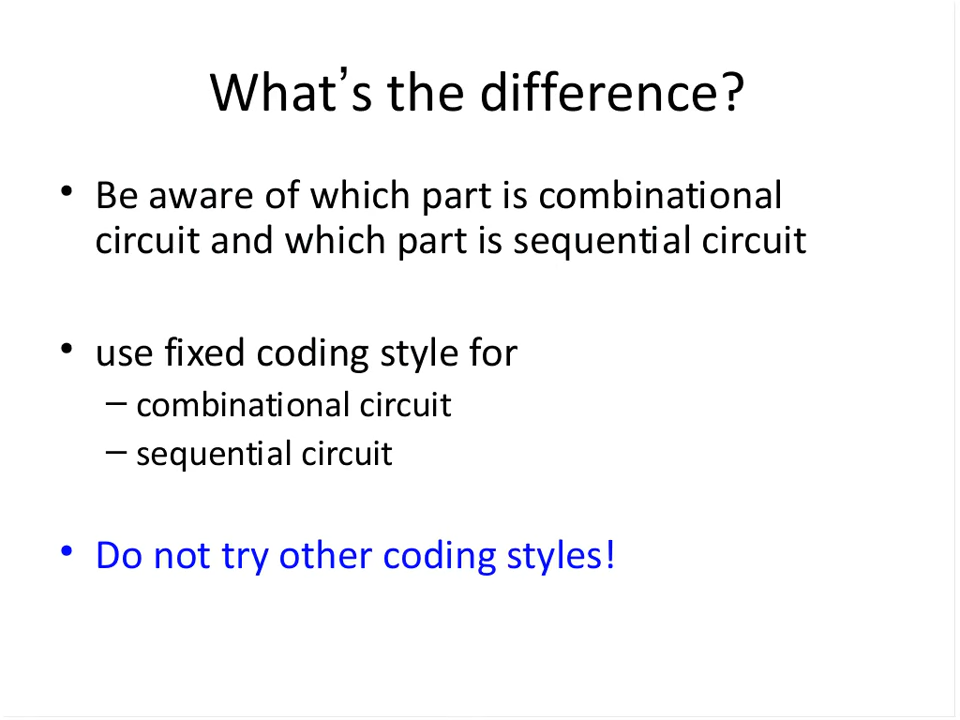 What’s the difference?
• Be aware of which part is combinational
circuit and which part is sequential circuit
• use fixed coding style for
– combinational circuit
– sequential circuit
• Do not try other coding styles!